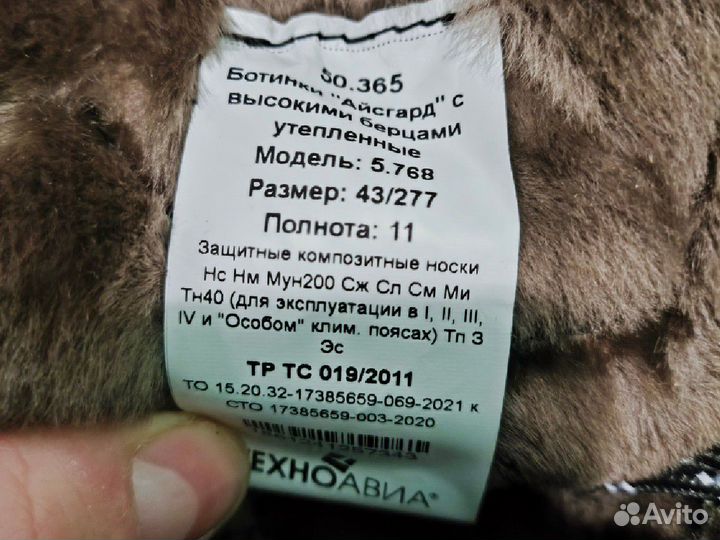 50.365
Ботинки "Айсгард" с
высокими берцами
утепленные
Модель: 5.768
Размер: 43/277
Полнота: 11
Защитные композитные носки
Нс Нм Мун200 Сж Сл См Ми
Тн40 (для эксплуатации в I, II, III,
IV и "Особом" клим. поясах) Тп З
Эс
ТР ТС 019/2011
ТО 15.20.32-17385659-069-2021 к
СТО 17385659-003-2020
ТЕХНОАВИА®
Avito